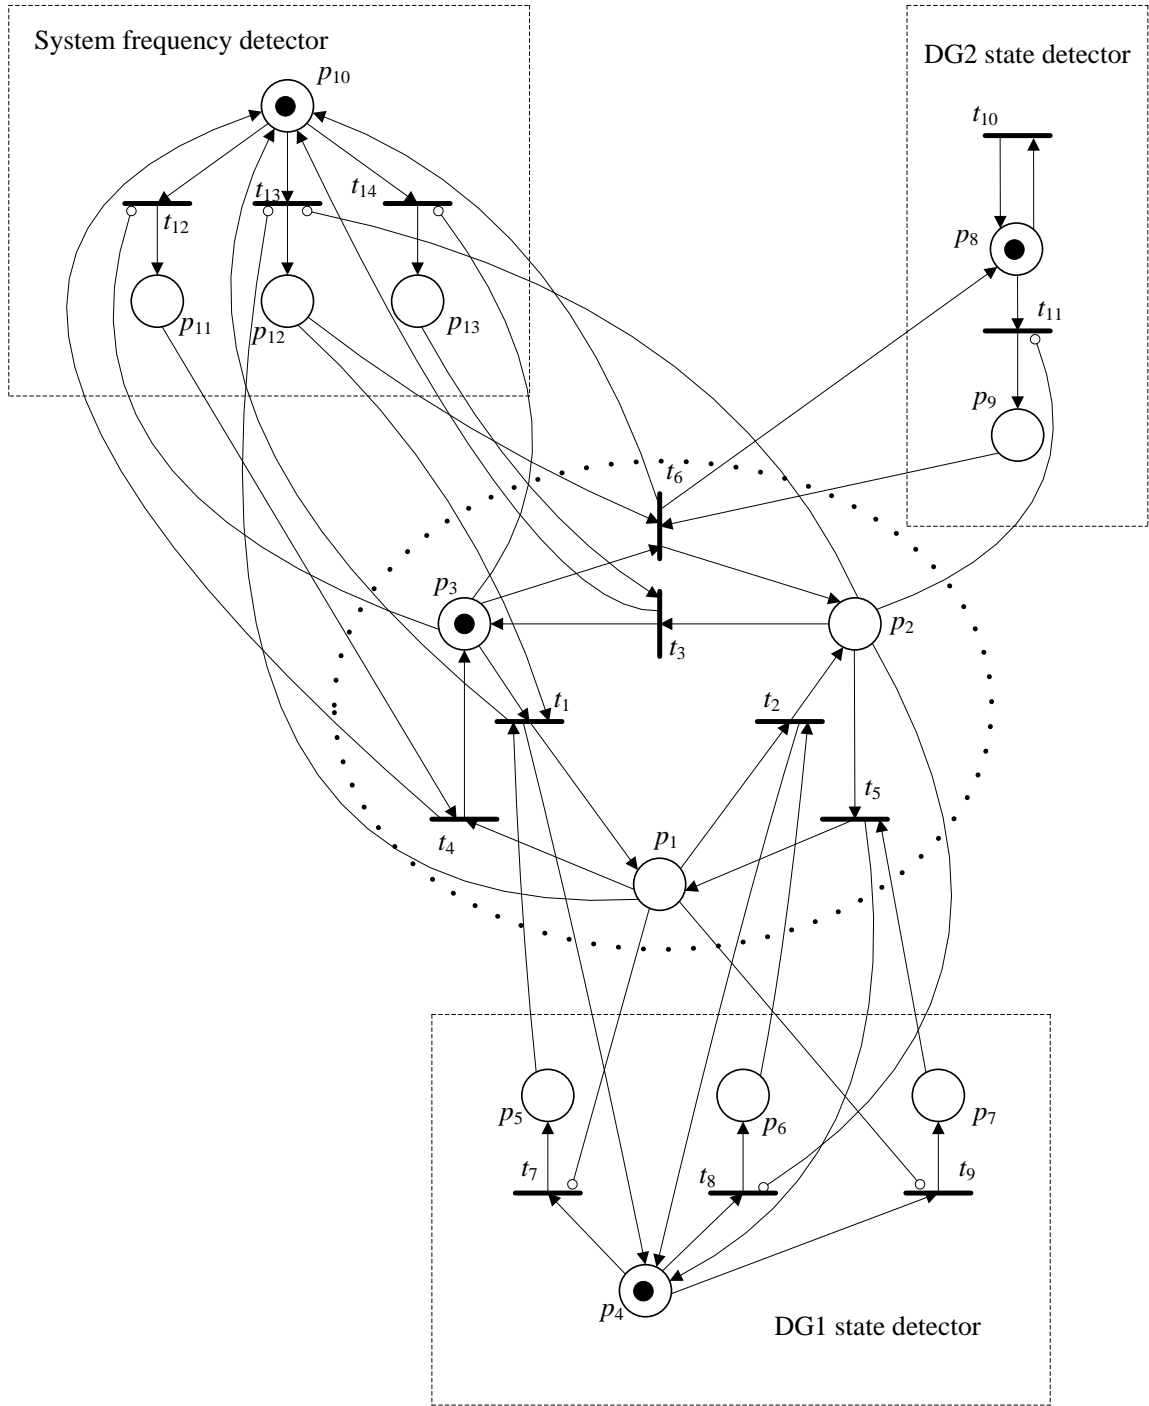 System frequency detector
DG2 state detector
p10
t10
t12
t13
t14
p8
p11
p12
p13
t11
p9
t6
p3
p2
t3
t1
t2
t5
t4
p1
p5
p6
p7
t7
t8
t9
p4
DG1 state detector